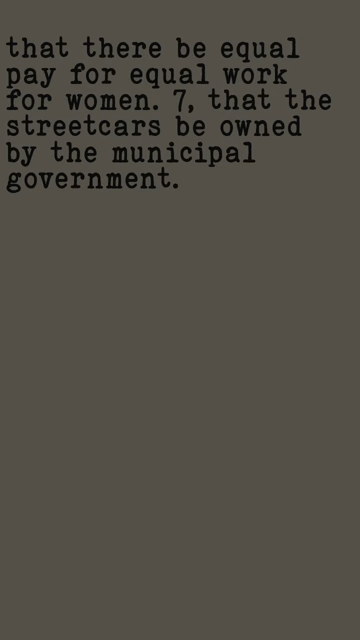 that there be equal
pay for equal work
for women. 7, that the
streetcars be owned
by the municipal
government.